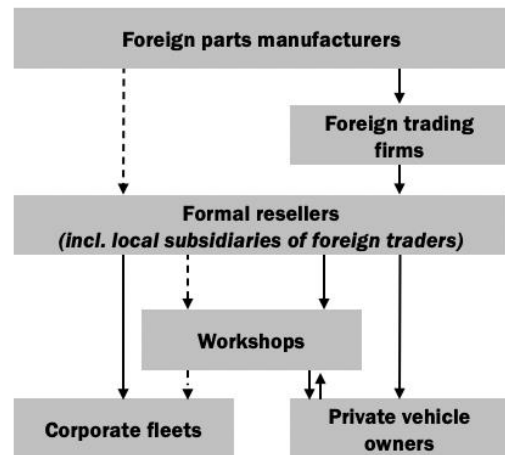 Foreign parts manufacturers
Foreign trading
firms
Formal resellers
(incl. local subsidiaries of foreign traders)
Workshops
Corporate fleets
Private vehicle
owners